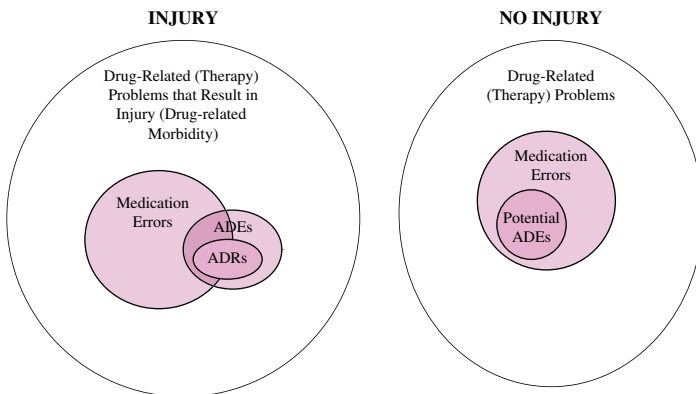 INJURY
Drug-Related (Therapy)
Problems that Result in
Injury (Drug-related
Morbidity)
Medication
Errors
ADEs
ADRs
NO INJURY
Drug-Related
(Therapy) Problems
Medication
Errors
Potential
ADEs